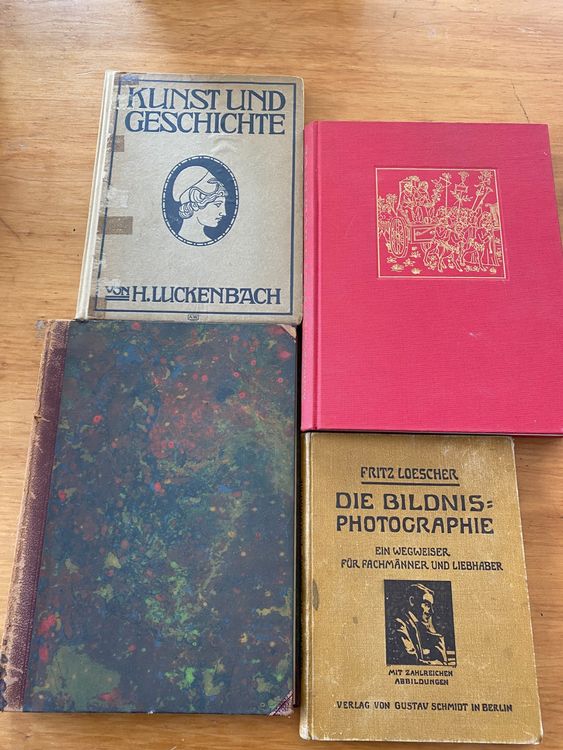 KUNST UND
GESCHICHTE
VON H. LUCKENBACH
FRITZ LOESCHER
DIE BILDNIS=
PHOTOGRAPHIE
EIN WEGWEISER
FÜR FACHMÄNNER UND LIEBHABER
MIT ZAHLREICHEN
ABBILDUNGEN
VERLAG VON GUSTAV SCHMIDT IN BERLIN